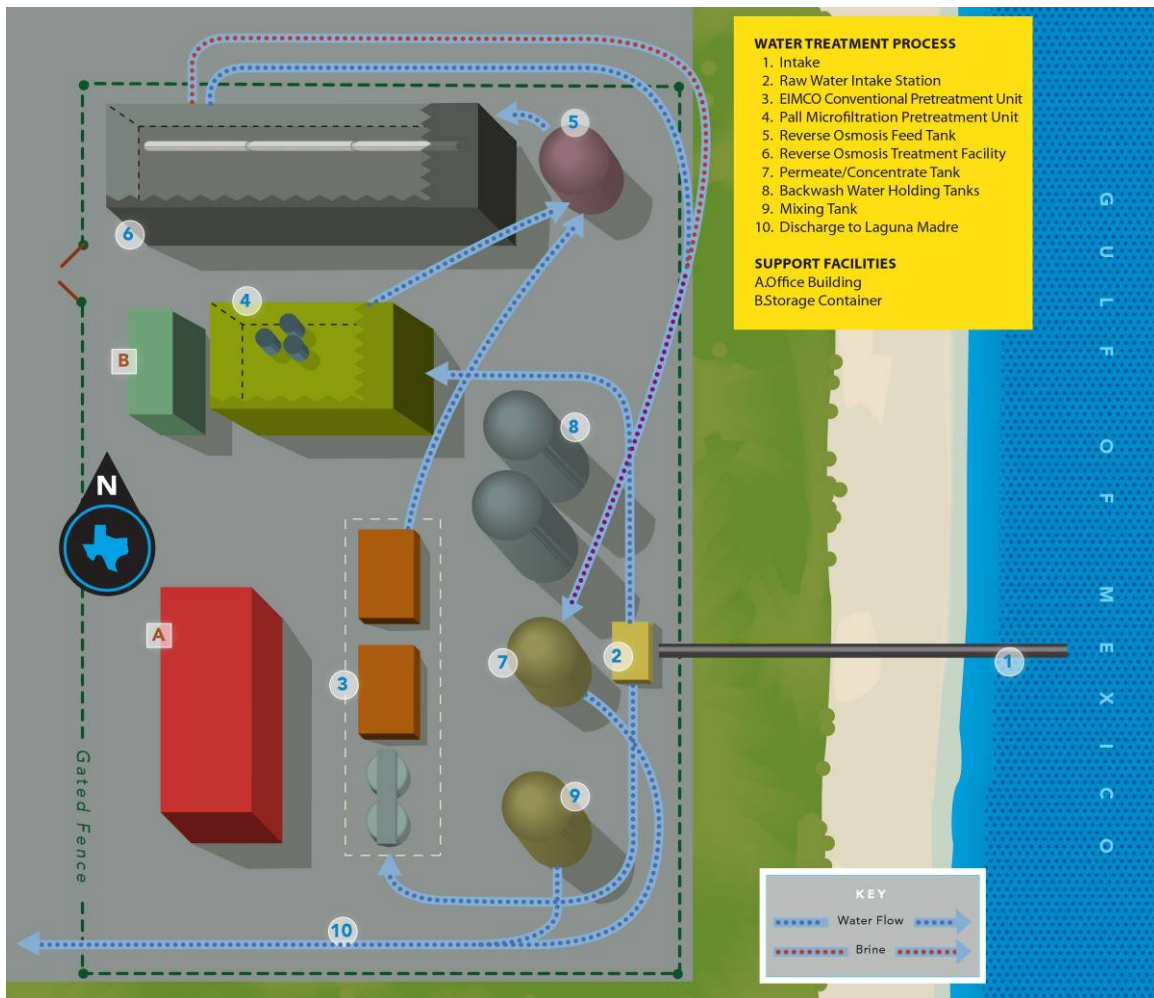 WATER TREATMENT PROCESS
1. Intake
2. Raw Water Intake Station
3. EIMCO Conventional Pretreatment Unit
4. Pall Microfiltration Pretreatment Unit
5. Reverse Osmosis Feed Tank
6. Reverse Osmosis Treatment Facility
7. Permeate/Concentrate Tank
8. Backwash Water Holding Tanks
9. Mixing Tank
10. Discharge to Laguna Madre
SUPPORT FACILITIES
A.Office Building
B.Storage Container
5
6
4
B
8
N
A
7
2
1
3
9
10
Gated Fence
GULF OF MEXICO
KEY
Water Flow
Brine